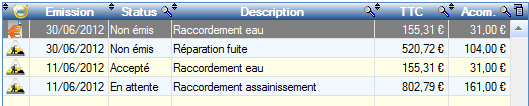 Emission Status Description TTC Acom.
30/06/2012 Non émis Raccordement eau 155,31 € 31,00 €
30/06/2012 Non émis Réparation fuite 520,72 € 104,00 €
11/06/2012 Accepté Raccordement eau 155,31 € 31,00 €
11/06/2012 En attente Raccordement assainissement 802,79 € 161,00 €